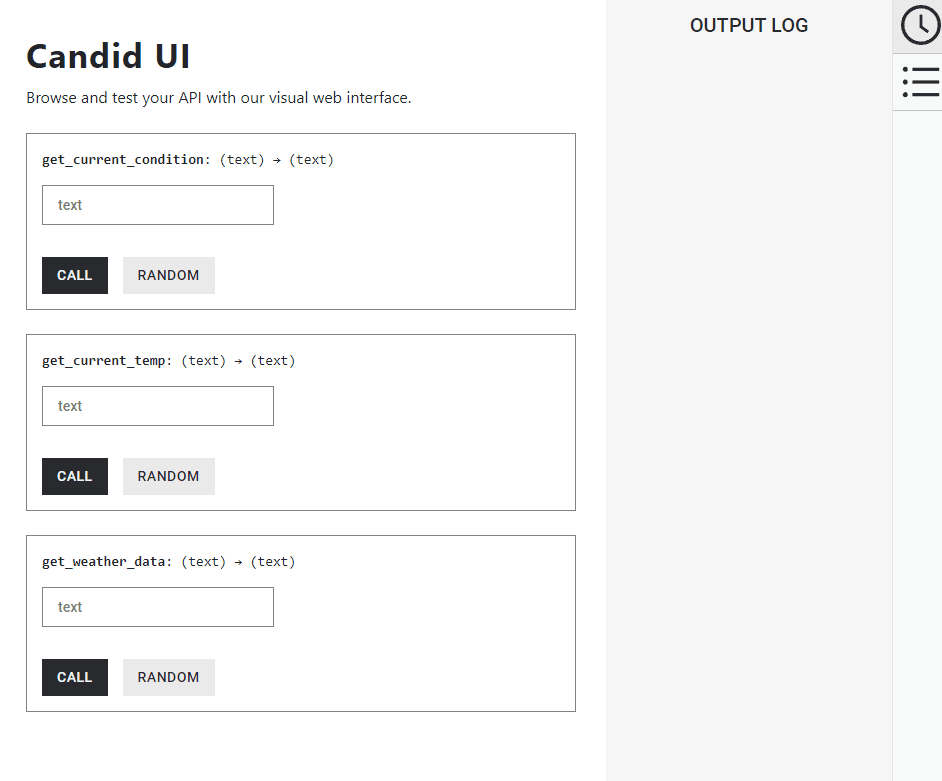 Candid UI
Browse and test your API with our visual web interface.
get_current_condition: (text) → (text)
text
CALL RANDOM
get_current_temp: (text) → (text)
text
CALL RANDOM
get_weather_data: (text) → (text)
text
CALL RANDOM
OUTPUT LOG